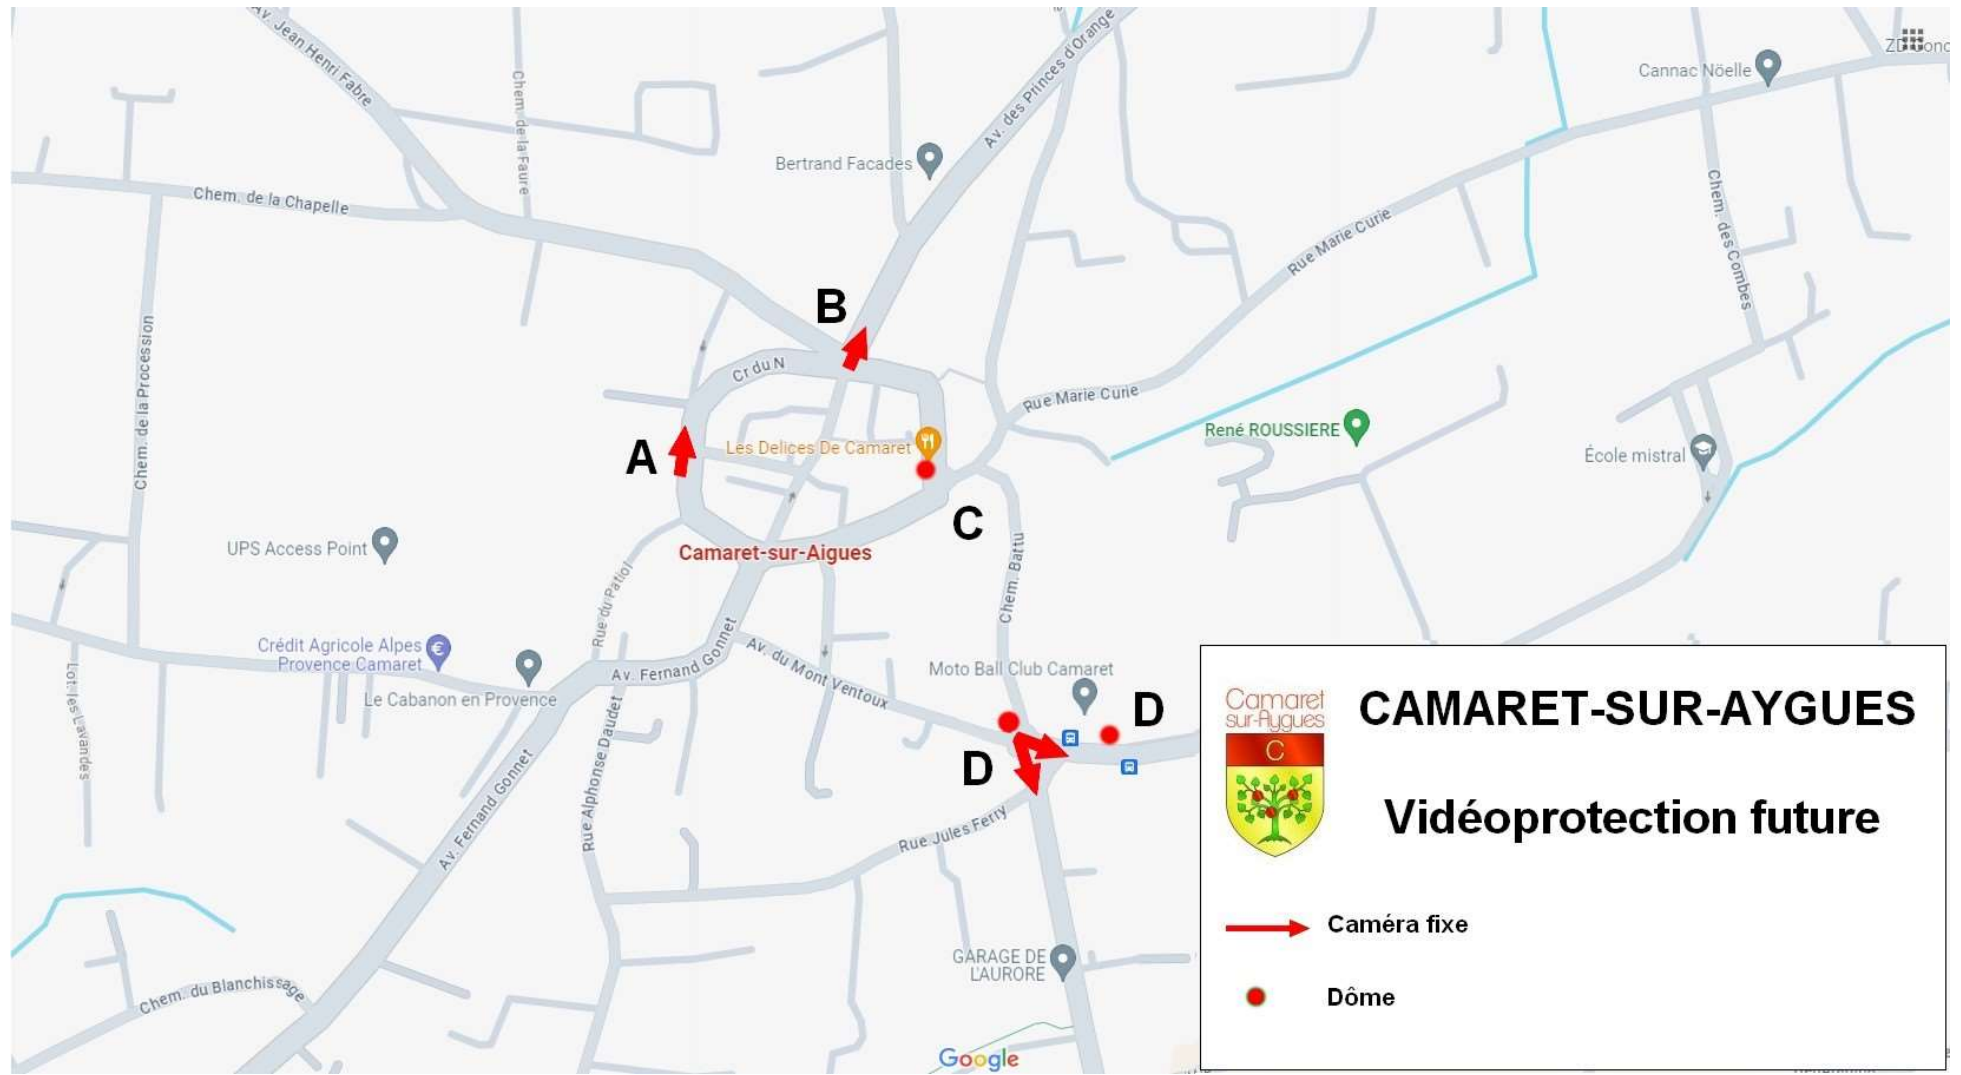 Av. Jean Henri Fabre
Chem. de la Faure
Av. des Princes d'Orange
Cannac Nöelle
Bertrand Facades
Chem. de la Chapelle
Rue Marie Curie
Chem. des Combes
B
Chem. de la Procession
Cr du N
Rue Marie Curie
A
Les Delices De Camaret
René ROUSSIERE
École mistral
C
UPS Access Point
Camaret-sur-Aigues
Chem. Battu
Rue du Patiol
Crédit Agricole Alpes
Provence Camaret
€
Av. Fernand Gonnet
Av. du Mont Ventoux
Moto Ball Club Camaret
Lot. les Lavandes
Le Cabanon en Provence
D
D
Rue Alphonse Daudet
Av. Fernand Gonnet
Rue Jules Ferry
GARAGE DE
L'AURORE
Chem. du Blanchissage
Google
Camaret
sur-Aygues
C
CAMARET-SUR-AYGUES
Vidéoprotection future
Caméra fixe
Dôme